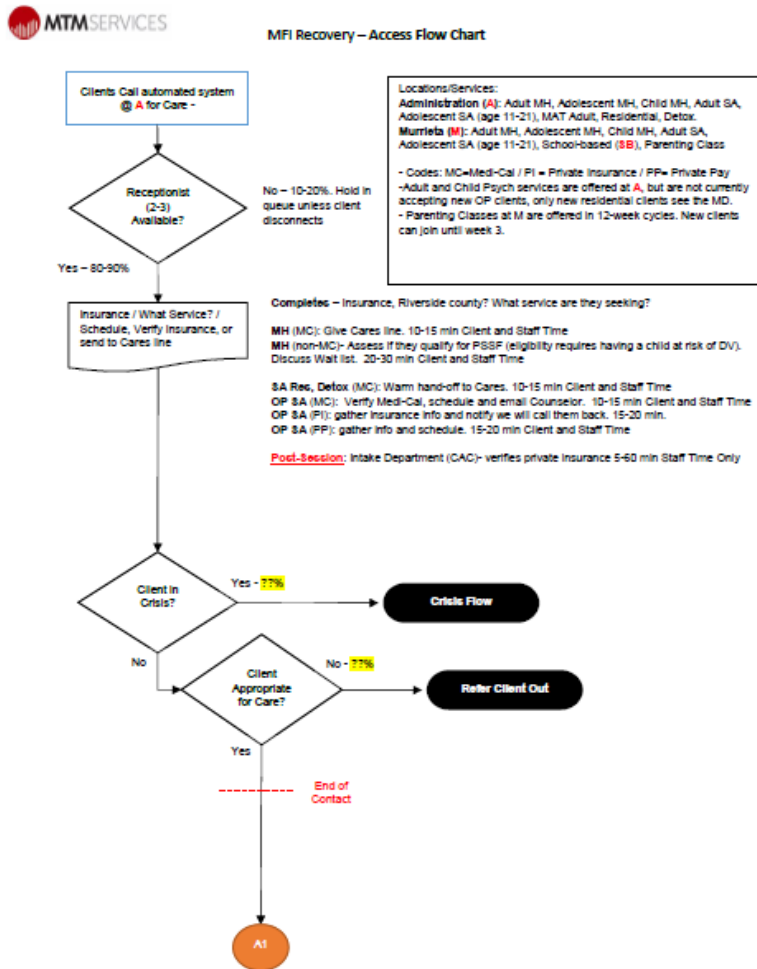 MTMSERVICES
MFI Recovery – Access Flow Chart
Clients Call automated system
@ A for Care -
Locations/Services:
Administration (A): Adult MH, Adolescent MH, Child MH, Adult SA,
Adolescent SA (age 11-21), MAT Adult, Residential, Detox.
Murrieta (M): Adult MH, Adolescent MH, Child MH, Adult SA,
Adolescent SA (age 11-21), School-based (SB), Parenting Class
- Codes: MC=Medi-Cal / PI = Private Insurance / PP= Private Pay
-Adult and Child Psych services are offered at A, but are not currently
accepting new OP clients, only new residential clients see the MD.
- Parenting Classes at M are offered in 12-week cycles. New clients
can join until week 3.
Receptionist
(2-3)
Available?
No – 10-20%. Hold in
queue unless client
disconnects
Yes – 80-90%
Insurance / What Service? /
Schedule, Verify Insurance, or
send to Cares line
Completes – Insurance, Riverside county? What service are they seeking?
MH (MC): Give Cares line. 10-15 min Client and Staff Time
MH (non-MC)- Assess if they qualify for PSSF (eligibility requires having a child at risk of DV).
Discuss Wait list. 20-30 min Client and Staff Time
SA Res, Detox (MC): Warm hand-off to Cares. 10-15 min Client and Staff Time
OP SA (MC): Verify Medi-Cal, schedule and email Counselor. 10-15 min Client and Staff Time
OP SA (PI): gather insurance info and notify we will call them back. 15-20 min.
OP SA (PP): gather info and schedule. 15-20 min Client and Staff Time
Post-Session: Intake Department (CAC)- verifies private insurance 5-60 min Staff Time Only
Client in
Crisis?
Yes - ??%
Crisis Flow
No
Client
Appropriate
for Care?
No - ??%
Refer Client Out
Yes
End of
Contact
A1